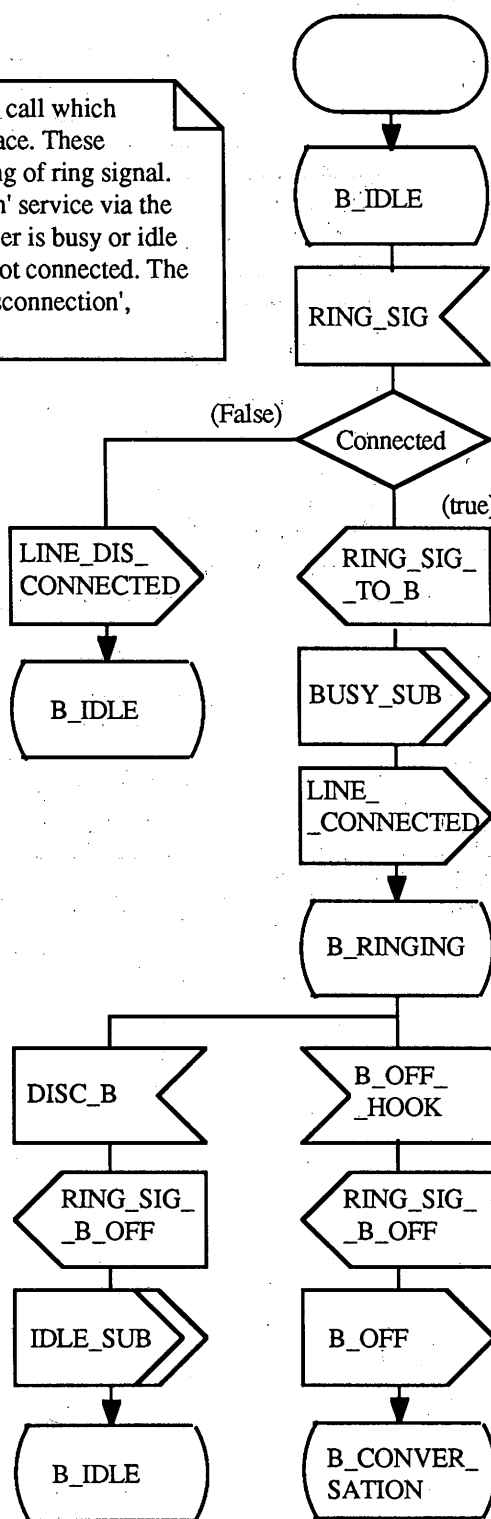 call which
ace. These
g of ring signal.
n' service via the
er is busy or idle
ot connected. The
sconnection',
B_IDLE
RING_SIG
(False)
Connected
(true)
LINE_DIS_
CONNECTED
RING_SIG_
_TO_B
B_IDLE
BUSY_SUB
LINE_
_CONNECTED
B_RINGING
DISC_B
B_OFF_
_HOOK
RING_SIG_
_B_OFF
RING_SIG_
_B_OFF
IDLE_SUB
B_OFF
B_IDLE
B_CONVER_
SATION